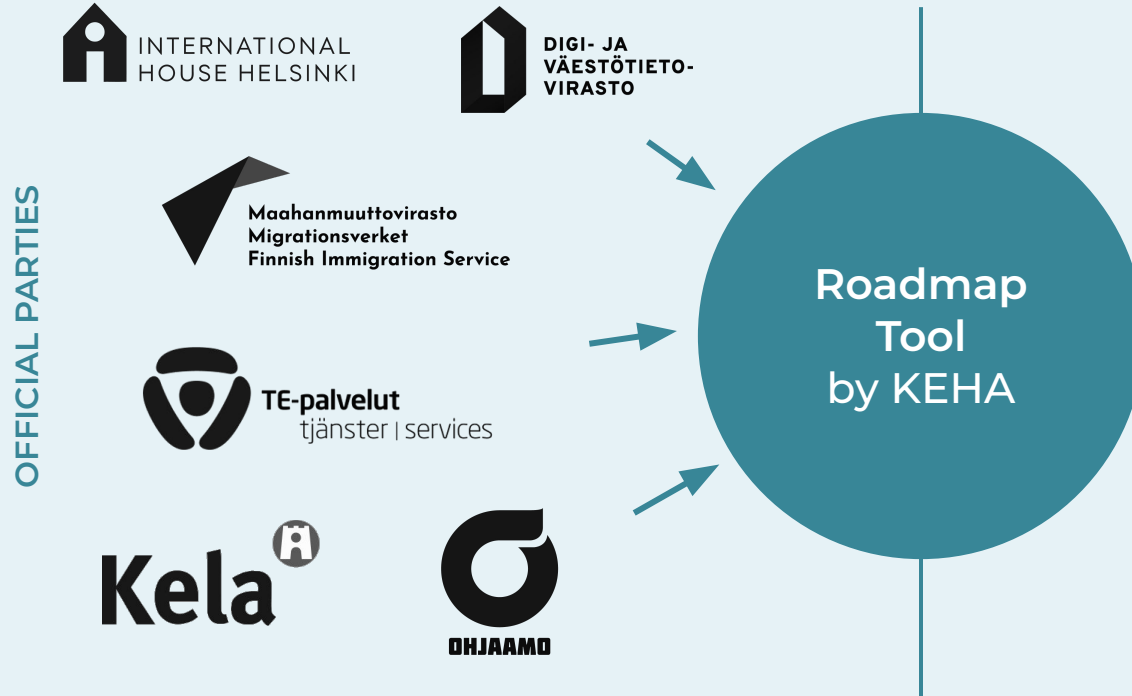 INTERNATIONAL
HOUSE HELSINKI
DIGI- JA
VÄESTÖTIETO-
VIRASTO
OFFICIAL PARTIES
Maahanmuuttovirasto
Migrationsverket
Finnish Immigration Service
TE-palvelut
tjänster | services
Kela
OHJAAMO
Roadmap
Tool
by KEHA